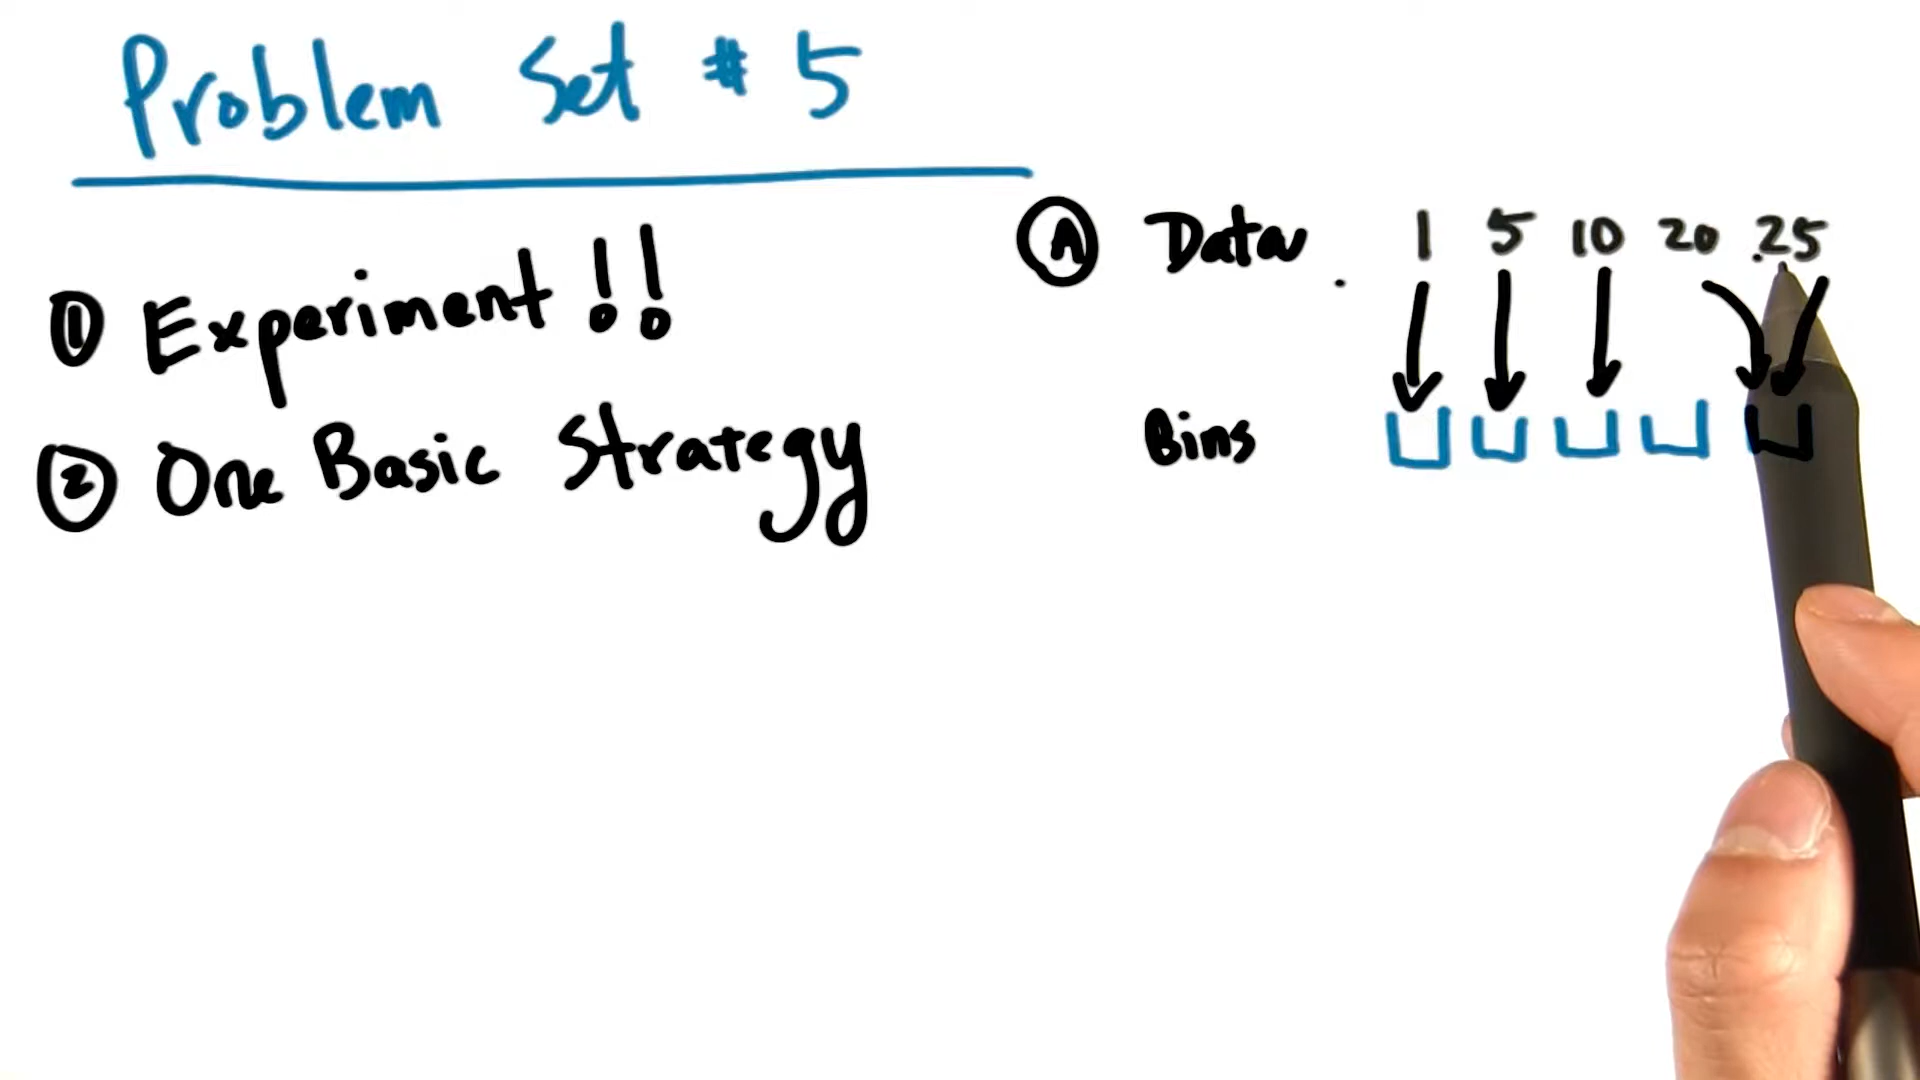 Problem Set # 5
① Experiment !!
② One Basic Strategy
Ⓐ Data 1 5 10 20 25
Bins